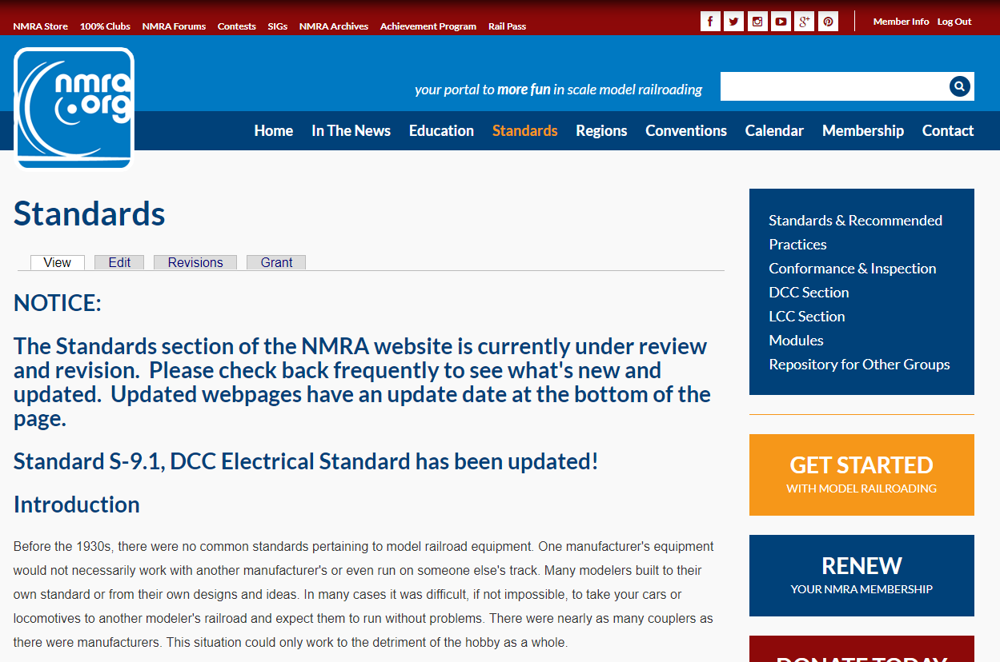 NMRA Store 100% Clubs NMRA Forums Contests SIGs NMRA Archives Achievement Program Rail Pass
Member Info Log Out
nmra
.org
your portal to more fun in scale model railroading
Home In The News Education Standards Regions Conventions Calendar Membership Contact
Standards
View Edit Revisions Grant
NOTICE:
The Standards section of the NMRA website is currently under review
and revision. Please check back frequently to see what's new and
updated. Updated webpages have an update date at the bottom of the
page.
Standard S-9.1, DCC Electrical Standard has been updated!
Introduction
Before the 1930s, there were no common standards pertaining to model railroad equipment. One manufacturer's equipment
would not necessarily work with another manufacturer's or even run on someone else's track. Many modelers built to their
own standard or from their own designs and ideas. In many cases it was difficult, if not impossible, to take your cars or
locomotives to another modeler's railroad and expect them to run without problems. There were nearly as many couplers as
there were manufacturers. This situation could only work to the detriment of the hobby as a whole.
Standards & Recommended
Practices
Conformance & Inspection
DCC Section
LCC Section
Modules
Repository for Other Groups
GET STARTED
WITH MODEL RAILROADING
RENEW
YOUR NMRA MEMBERSHIP
DONATE TODAY